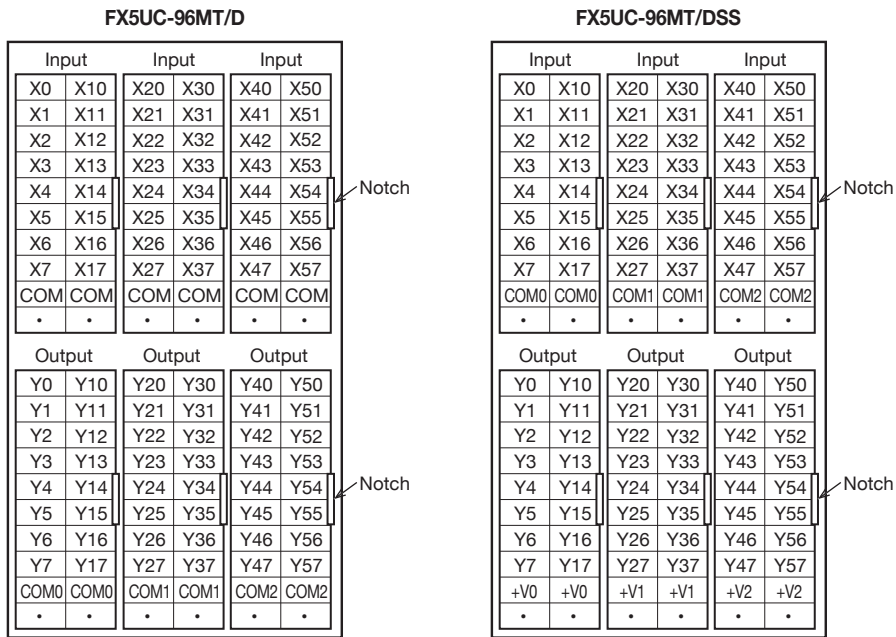 FX5UC-96MT/D
Input Input Input
X0 X10 X20 X30 X40 X50
X1 X11 X21 X31 X41 X51
X2 X12 X22 X32 X42 X52
X3 X13 X23 X33 X43 X53
X4 X14 X24 X34 X44 X54 Notch
X5 X15 X25 X35 X45 X55
X6 X16 X26 X36 X46 X56
X7 X17 X27 X37 X47 X57
COM COM COM COM COM COM
• • • • • •
Output Output Output
Y0 Y10 Y20 Y30 Y40 Y50
Y1 Y11 Y21 Y31 Y41 Y51
Y2 Y12 Y22 Y32 Y42 Y52
Y3 Y13 Y23 Y33 Y43 Y53
Y4 Y14 Y24 Y34 Y44 Y54 Notch
Y5 Y15 Y25 Y35 Y45 Y55
Y6 Y16 Y26 Y36 Y46 Y56
Y7 Y17 Y27 Y37 Y47 Y57
COM0 COM0 COM1 COM1 COM2 COM2
• • • • • •
FX5UC-96MT/DSS
Input Input Input
X0 X10 X20 X30 X40 X50
X1 X11 X21 X31 X41 X51
X2 X12 X22 X32 X42 X52
X3 X13 X23 X33 X43 X53
X4 X14 X24 X34 X44 X54 Notch
X5 X15 X25 X35 X45 X55
X6 X16 X26 X36 X46 X56
X7 X17 X27 X37 X47 X57
COM0 COM0 COM1 COM1 COM2 COM2
• • • • • •
Output Output Output
Y0 Y10 Y20 Y30 Y40 Y50
Y1 Y11 Y21 Y31 Y41 Y51
Y2 Y12 Y22 Y32 Y42 Y52
Y3 Y13 Y23 Y33 Y43 Y53
Y4 Y14 Y24 Y34 Y44 Y54 Notch
Y5 Y15 Y25 Y35 Y45 Y55
Y6 Y16 Y26 Y36 Y46 Y56
Y7 Y17 Y27 Y37 Y47 Y57
+V0 +V0 +V1 +V1 +V2 +V2
• • • • • •